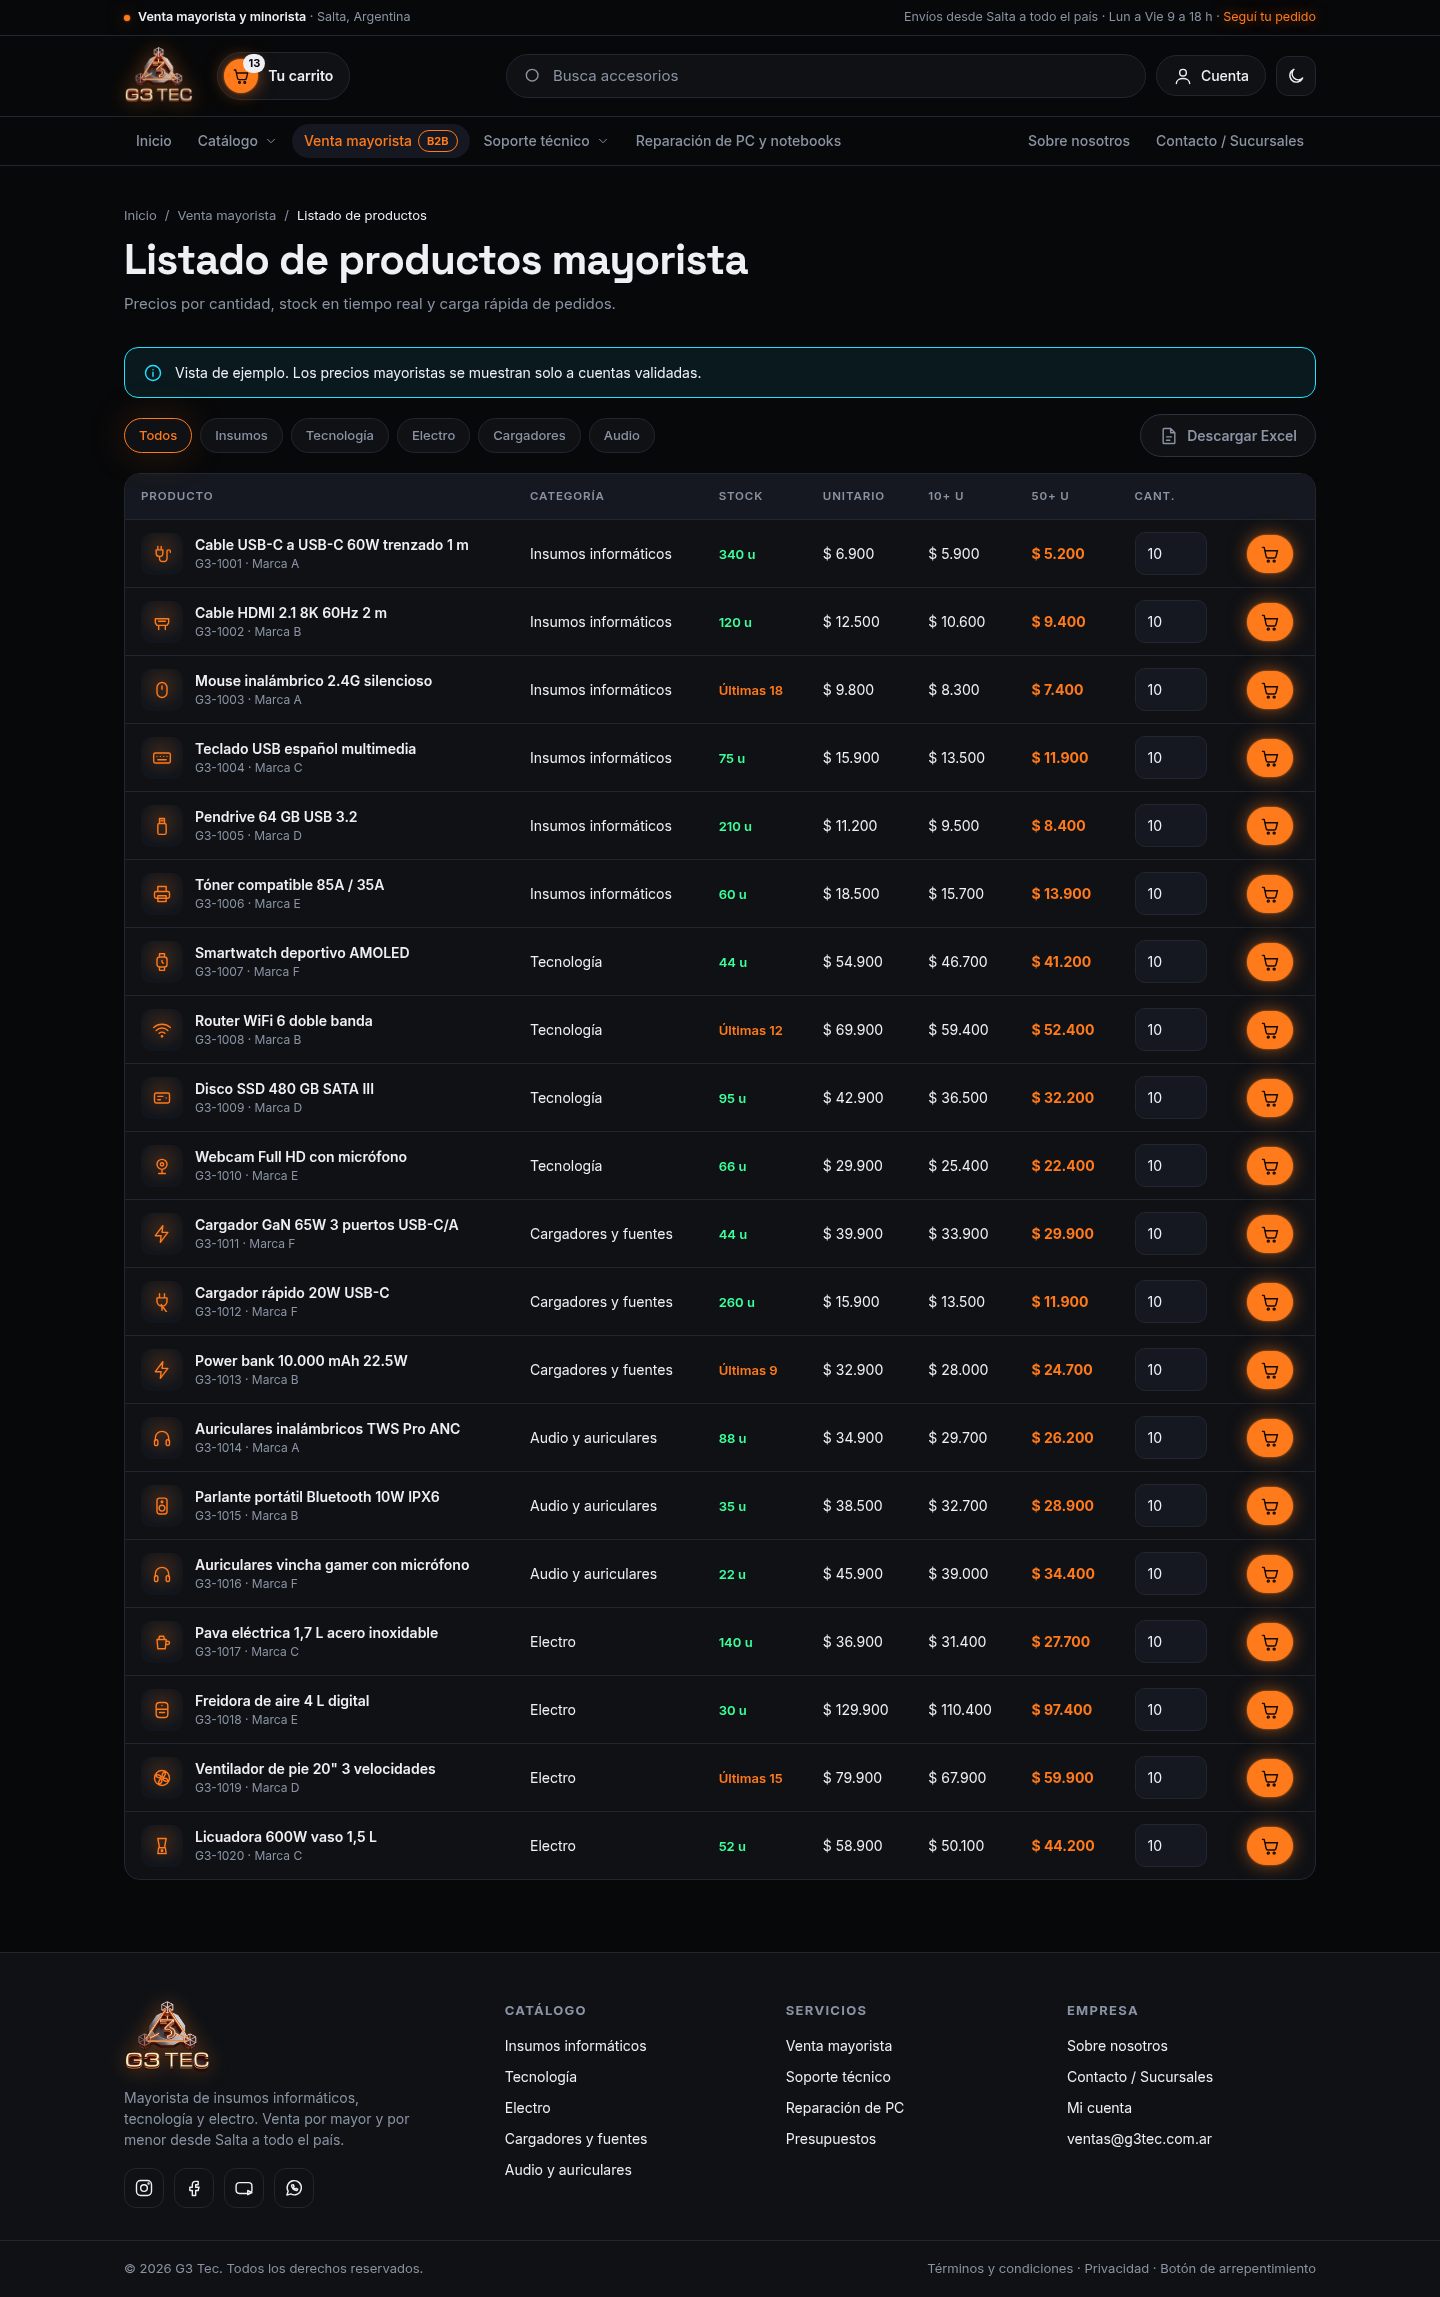 Venta mayorista y minorista · Salta, Argentina
Envíos desde Salta a todo el país · Lun a Vie 9 a 18 h · Seguí tu pedido
G3 TEC
13
Tu carrito
Busca accesorios
Cuenta
Inicio
Catálogo
Venta mayorista B2B
Soporte técnico
Reparación de PC y notebooks
Sobre nosotros
Contacto / Sucursales
Inicio / Venta mayorista / Listado de productos
Listado de productos mayorista
Precios por cantidad, stock en tiempo real y carga rápida de pedidos.
Vista de ejemplo. Los precios mayoristas se muestran solo a cuentas validadas.
Todos
Insumos
Tecnología
Electro
Cargadores
Audio
Descargar Excel
PRODUCTO CATEGORÍA STOCK UNITARIO 10+ U 50+ U CANT.
Cable USB-C a USB-C 60W trenzado 1 m
G3-1001 · Marca A
Insumos informáticos 340 u $ 6.900 $ 5.900 $ 5.200 10
Cable HDMI 2.1 8K 60Hz 2 m
G3-1002 · Marca B
Insumos informáticos 120 u $ 12.500 $ 10.600 $ 9.400 10
Mouse inalámbrico 2.4G silencioso
G3-1003 · Marca A
Insumos informáticos Últimas 18 $ 9.800 $ 8.300 $ 7.400 10
Teclado USB español multimedia
G3-1004 · Marca C
Insumos informáticos 75 u $ 15.900 $ 13.500 $ 11.900 10
Pendrive 64 GB USB 3.2
G3-1005 · Marca D
Insumos informáticos 210 u $ 11.200 $ 9.500 $ 8.400 10
Tóner compatible 85A / 35A
G3-1006 · Marca E
Insumos informáticos 60 u $ 18.500 $ 15.700 $ 13.900 10
Smartwatch deportivo AMOLED
G3-1007 · Marca F
Tecnología 44 u $ 54.900 $ 46.700 $ 41.200 10
Router WiFi 6 doble banda
G3-1008 · Marca B
Tecnología Últimas 12 $ 69.900 $ 59.400 $ 52.400 10
Disco SSD 480 GB SATA III
G3-1009 · Marca D
Tecnología 95 u $ 42.900 $ 36.500 $ 32.200 10
Webcam Full HD con micrófono
G3-1010 · Marca E
Tecnología 66 u $ 29.900 $ 25.400 $ 22.400 10
Cargador GaN 65W 3 puertos USB-C/A
G3-1011 · Marca F
Cargadores y fuentes 44 u $ 39.900 $ 33.900 $ 29.900 10
Cargador rápido 20W USB-C
G3-1012 · Marca F
Cargadores y fuentes 260 u $ 15.900 $ 13.500 $ 11.900 10
Power bank 10.000 mAh 22.5W
G3-1013 · Marca B
Cargadores y fuentes Últimas 9 $ 32.900 $ 28.000 $ 24.700 10
Auriculares inalámbricos TWS Pro ANC
G3-1014 · Marca A
Audio y auriculares 88 u $ 34.900 $ 29.700 $ 26.200 10
Parlante portátil Bluetooth 10W IPX6
G3-1015 · Marca B
Audio y auriculares 35 u $ 38.500 $ 32.700 $ 28.900 10
Auriculares vincha gamer con micrófono
G3-1016 · Marca F
Audio y auriculares 22 u $ 45.900 $ 39.000 $ 34.400 10
Pava eléctrica 1,7 L acero inoxidable
G3-1017 · Marca C
Electro 140 u $ 36.900 $ 31.400 $ 27.700 10
Freidora de aire 4 L digital
G3-1018 · Marca E
Electro 30 u $ 129.900 $ 110.400 $ 97.400 10
Ventilador de pie 20" 3 velocidades
G3-1019 · Marca D
Electro Últimas 15 $ 79.900 $ 67.900 $ 59.900 10
Licuadora 600W vaso 1,5 L
G3-1020 · Marca C
Electro 52 u $ 58.900 $ 50.100 $ 44.200 10
G3 TEC
Mayorista de insumos informáticos,
tecnología y electro. Venta por mayor y por
menor desde Salta a todo el país.
CATÁLOGO
Insumos informáticos
Tecnología
Electro
Cargadores y fuentes
Audio y auriculares
SERVICIOS
Venta mayorista
Soporte técnico
Reparación de PC
Presupuestos
EMPRESA
Sobre nosotros
Contacto / Sucursales
Mi cuenta
ventas@g3tec.com.ar
© 2026 G3 Tec. Todos los derechos reservados.
Términos y condiciones · Privacidad · Botón de arrepentimiento